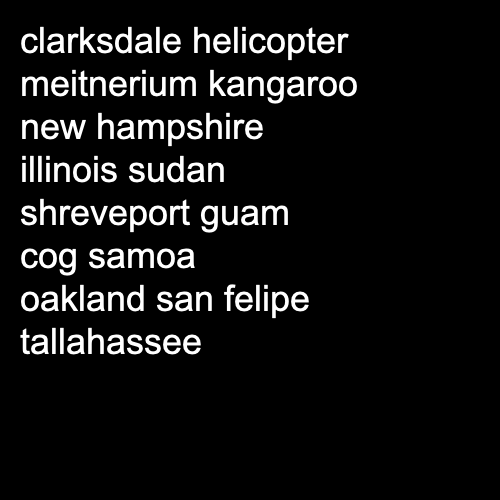 clarksdale helicopter
meitnerium kangaroo
new hampshire
illinois sudan
shreveport guam
cog samoa
oakland san felipe
tallahassee